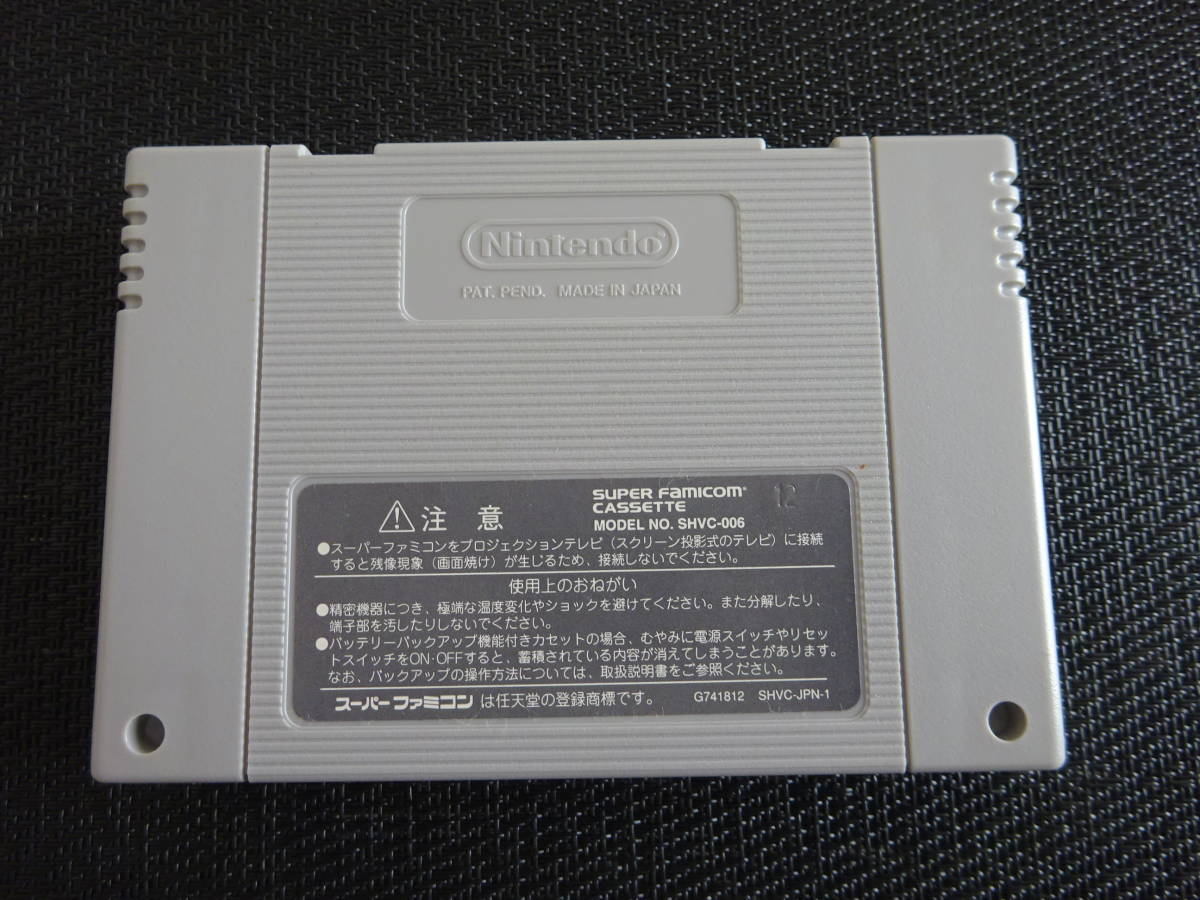 Nintendo
PAT. PEND. MADE IN JAPAN
注意
SUPER FAMICOM®
CASSETTE
MODEL NO. SHVC-006
12
●スーパーファミコンをプロジェクションテレビ（スクリーン投影式のテレビ）に接続
すると残像現象（画面焼け）が生じるため、接続しないでください。
使用上のおねがい
●精密機器につき、極端な温度変化やショックを避けてください。また分解したり、
端子部を汚したりしないでください。
●バッテリーバックアップ機能付きカセットの場合、むやみに電源スイッチやリセッ
トスイッチをON・OFFすると、蓄積されている内容が消えてしまうことがあります。
なお、バックアップの操作方法については、取扱説明書をご参照ください。
スーパーファミコンは任天堂の登録商標です。 G741812 SHVC-JPN-1